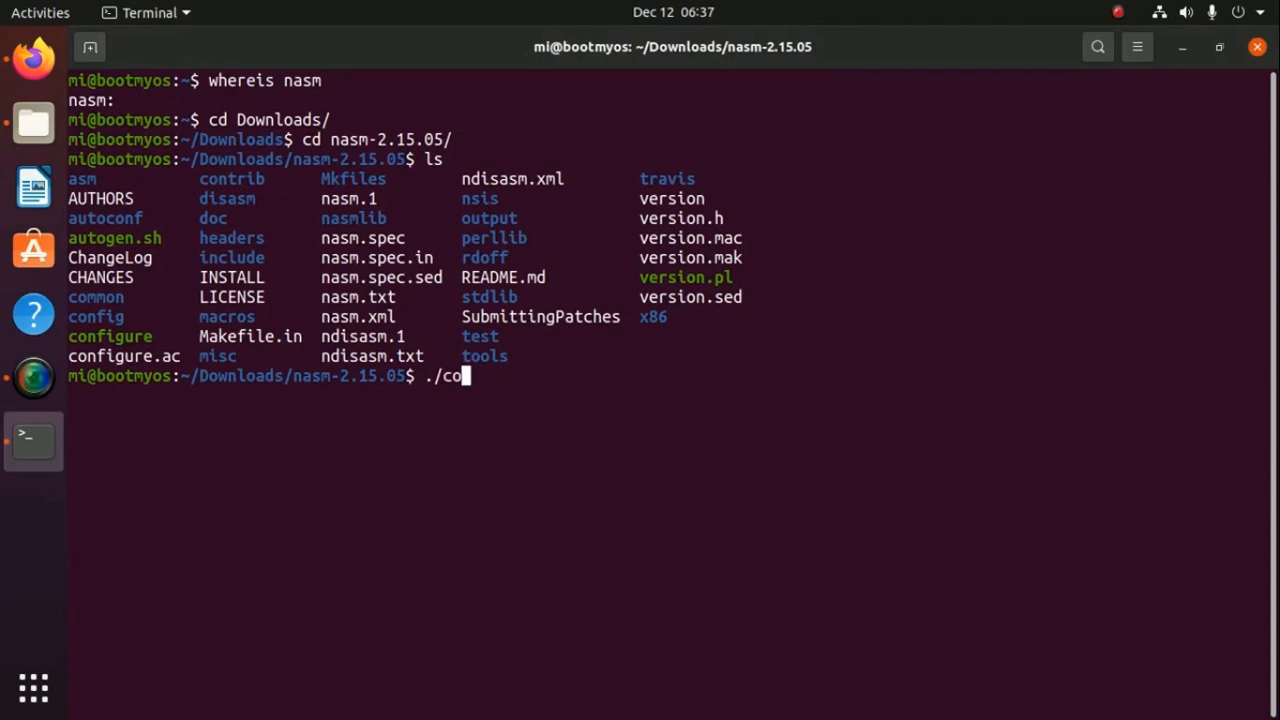 Activities Terminal Dec 12 06:37
mi@bootmyos: ~/Downloads/nasm-2.15.05
mi@bootmyos:~$ whereis nasm
nasm:
mi@bootmyos:~$ cd Downloads/
mi@bootmyos:~/Downloads$ cd nasm-2.15.05/
mi@bootmyos:~/Downloads/nasm-2.15.05$ ls
asm contrib Mkfiles ndisasm.xml travis
AUTHORS disasm nasm.1 nsis version
autoconf doc nasmlib output version.h
autogen.sh headers nasm.spec perllib version.mac
ChangeLog include nasm.spec.in rdoff version.mak
CHANGES INSTALL nasm.spec.sed README.md version.pl
common LICENSE nasm.txt stdlib version.sed
config macros nasm.xml SubmittingPatches x86
configure Makefile.in ndisasm.1 test
configure.ac misc ndisasm.txt tools
mi@bootmyos:~/Downloads/nasm-2.15.05$ ./co